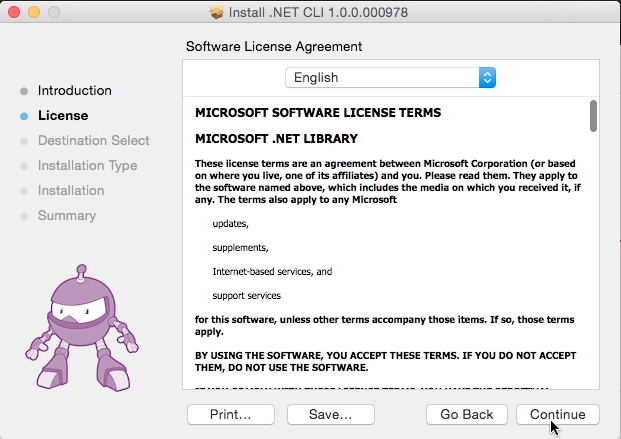 Install .NET CLI 1.0.0.000978
Software License Agreement
Introduction
License
Destination Select
Installation Type
Installation
Summary
English
MICROSOFT SOFTWARE LICENSE TERMS
MICROSOFT .NET LIBRARY
These license terms are an agreement between Microsoft Corporation (or based
on where you live, one of its affiliates) and you. Please read them. They apply to
the software named above, which includes the media on which you received it, if
any. The terms also apply to any Microsoft
updates,
supplements,
Internet-based services, and
support services
for this software, unless other terms accompany those items. If so, those terms
apply.
BY USING THE SOFTWARE, YOU ACCEPT THESE TERMS. IF YOU DO NOT ACCEPT
THEM, DO NOT USE THE SOFTWARE.
Print...
Save...
Go Back
Continue